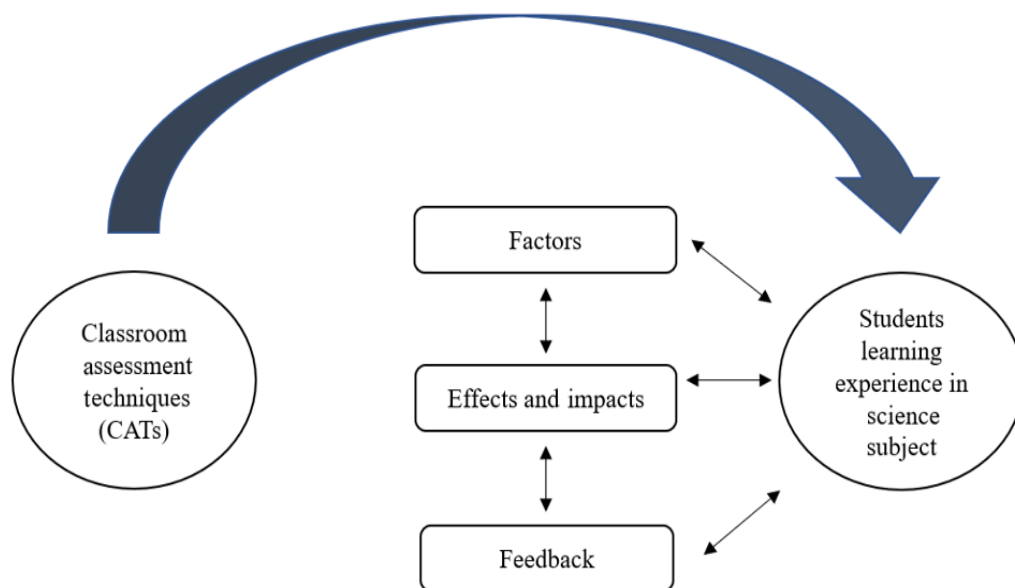 Classroom
assessment
techniques
(CATs)
Factors
Effects and impacts
Feedback
Students
learning
experience in
science
subject